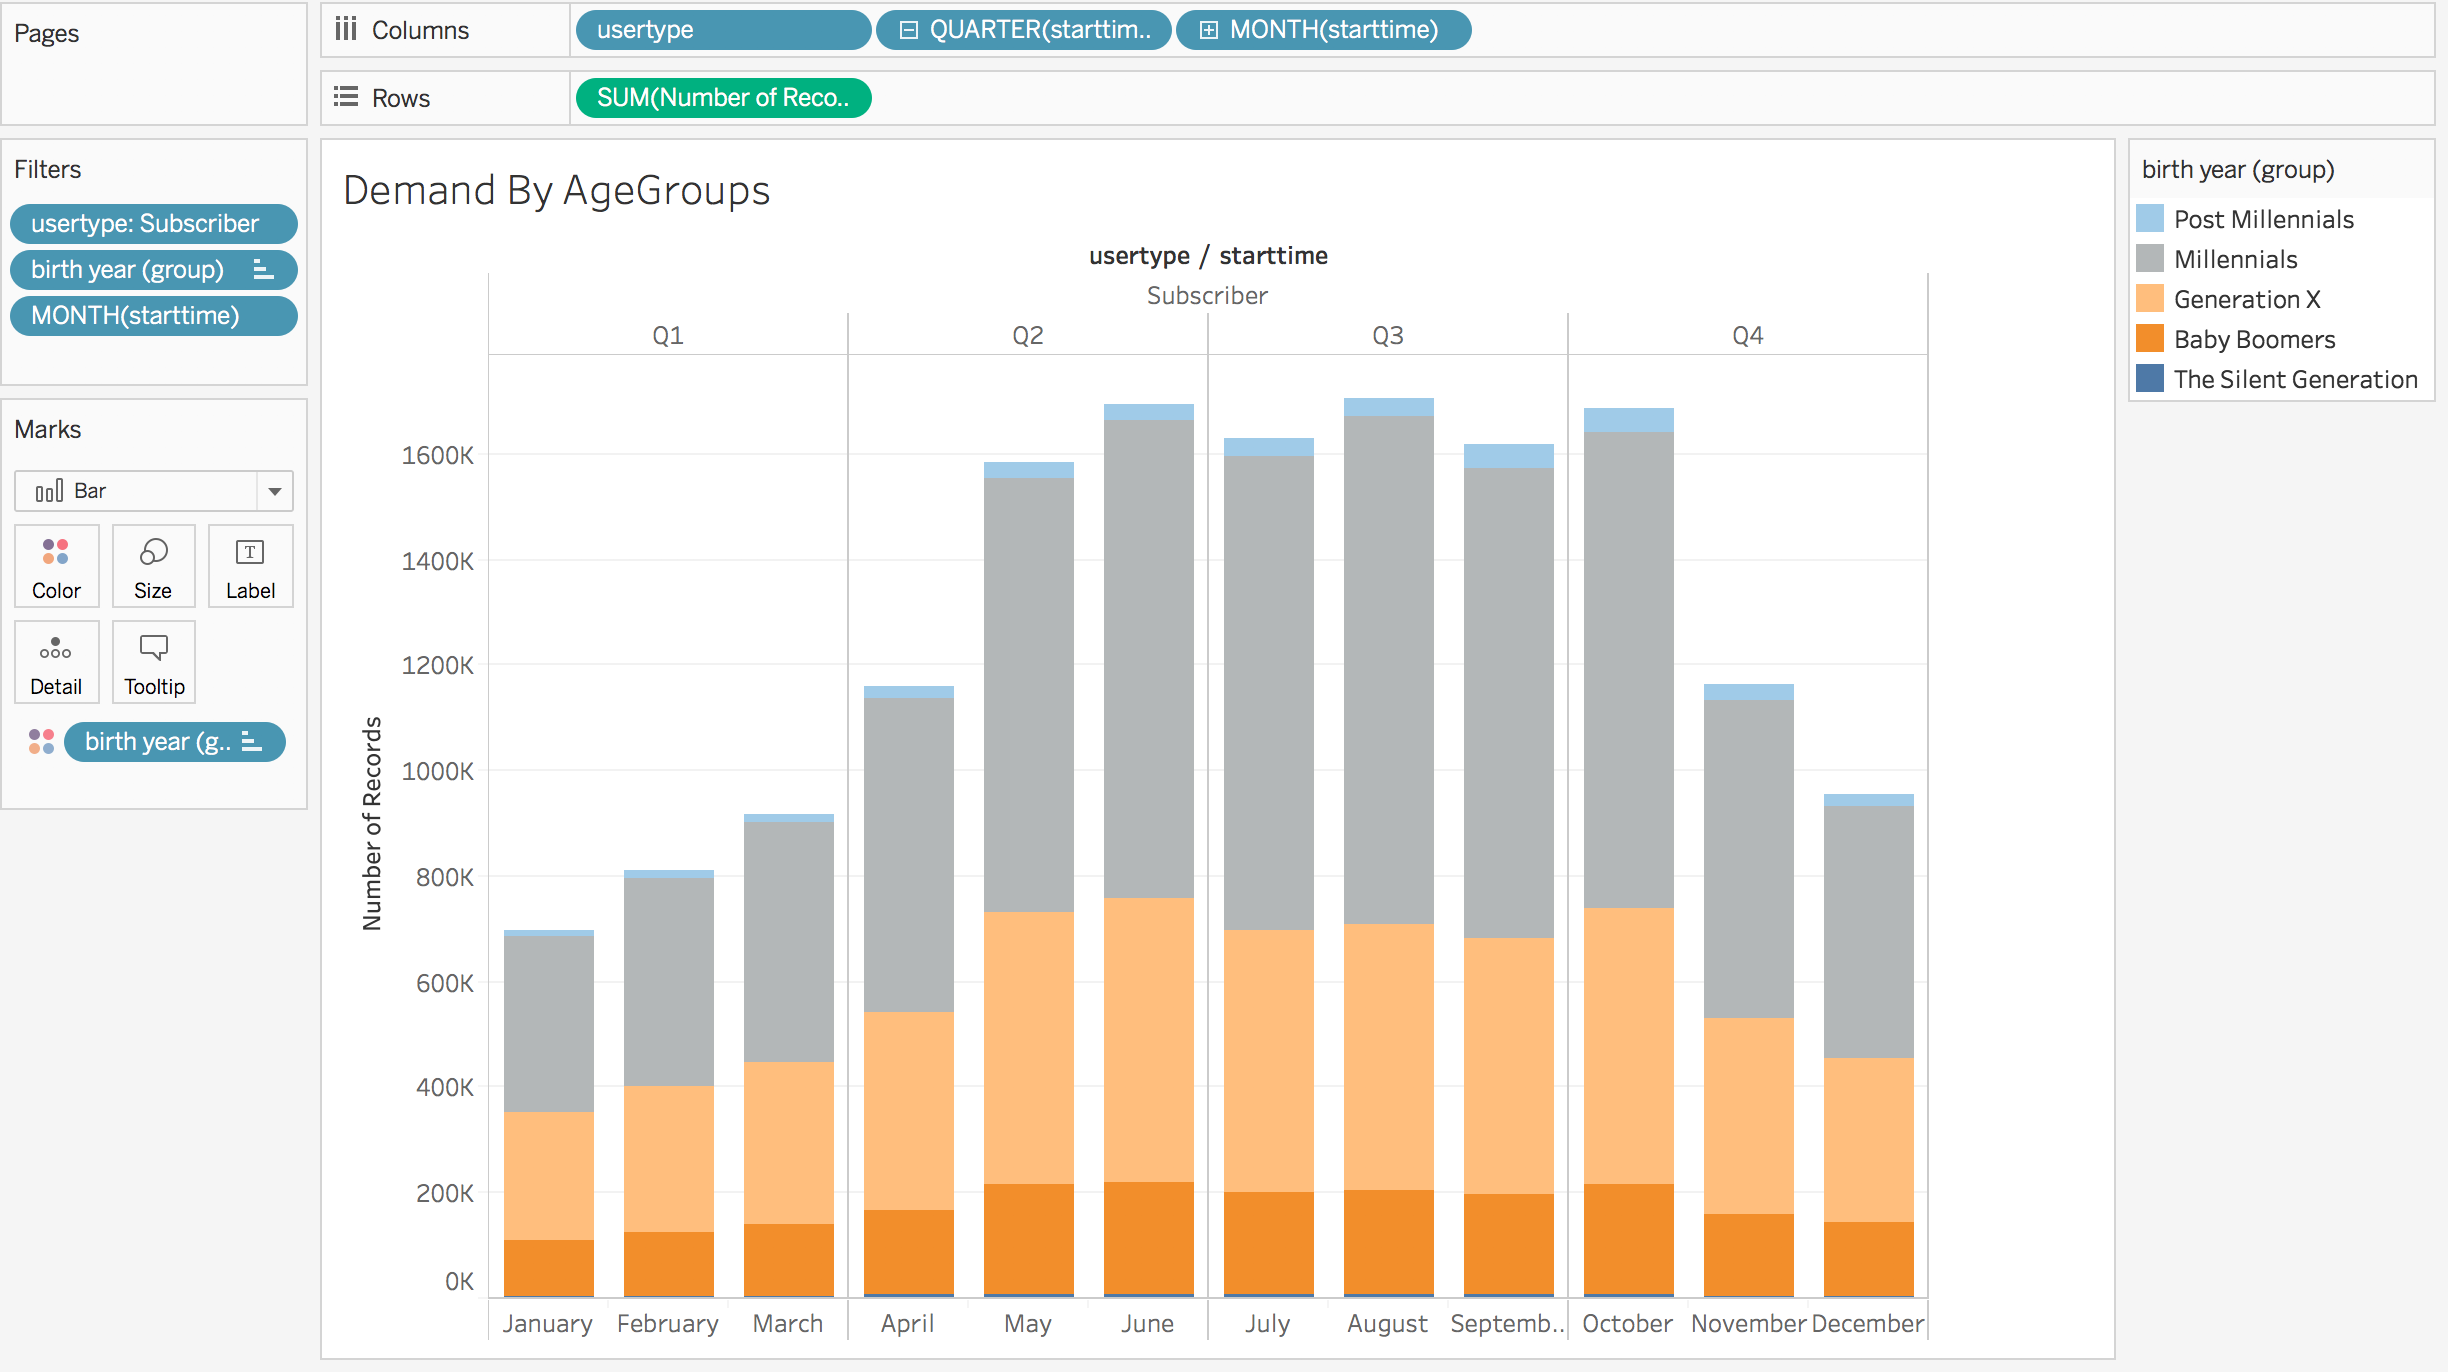 Pages
Columns
usertype
QUARTER(starttim..
MONTH(starttime)
Rows
SUM(Number of Reco..
Filters
usertype: Subscriber
birth year (group)
MONTH(starttime)
Marks
Bar
Color
Size
T
Label
Detail
Tooltip
birth year (g..
Demand By AgeGroups
usertype / starttime
Subscriber
Q1 Q2 Q3 Q4
Number of Records
1600K
1400K
1200K
1000K
800K
600K
400K
200K
0K
January February March April May June July August Septemb.. October November December
birth year (group)
Post Millennials
Millennials
Generation X
Baby Boomers
The Silent Generation